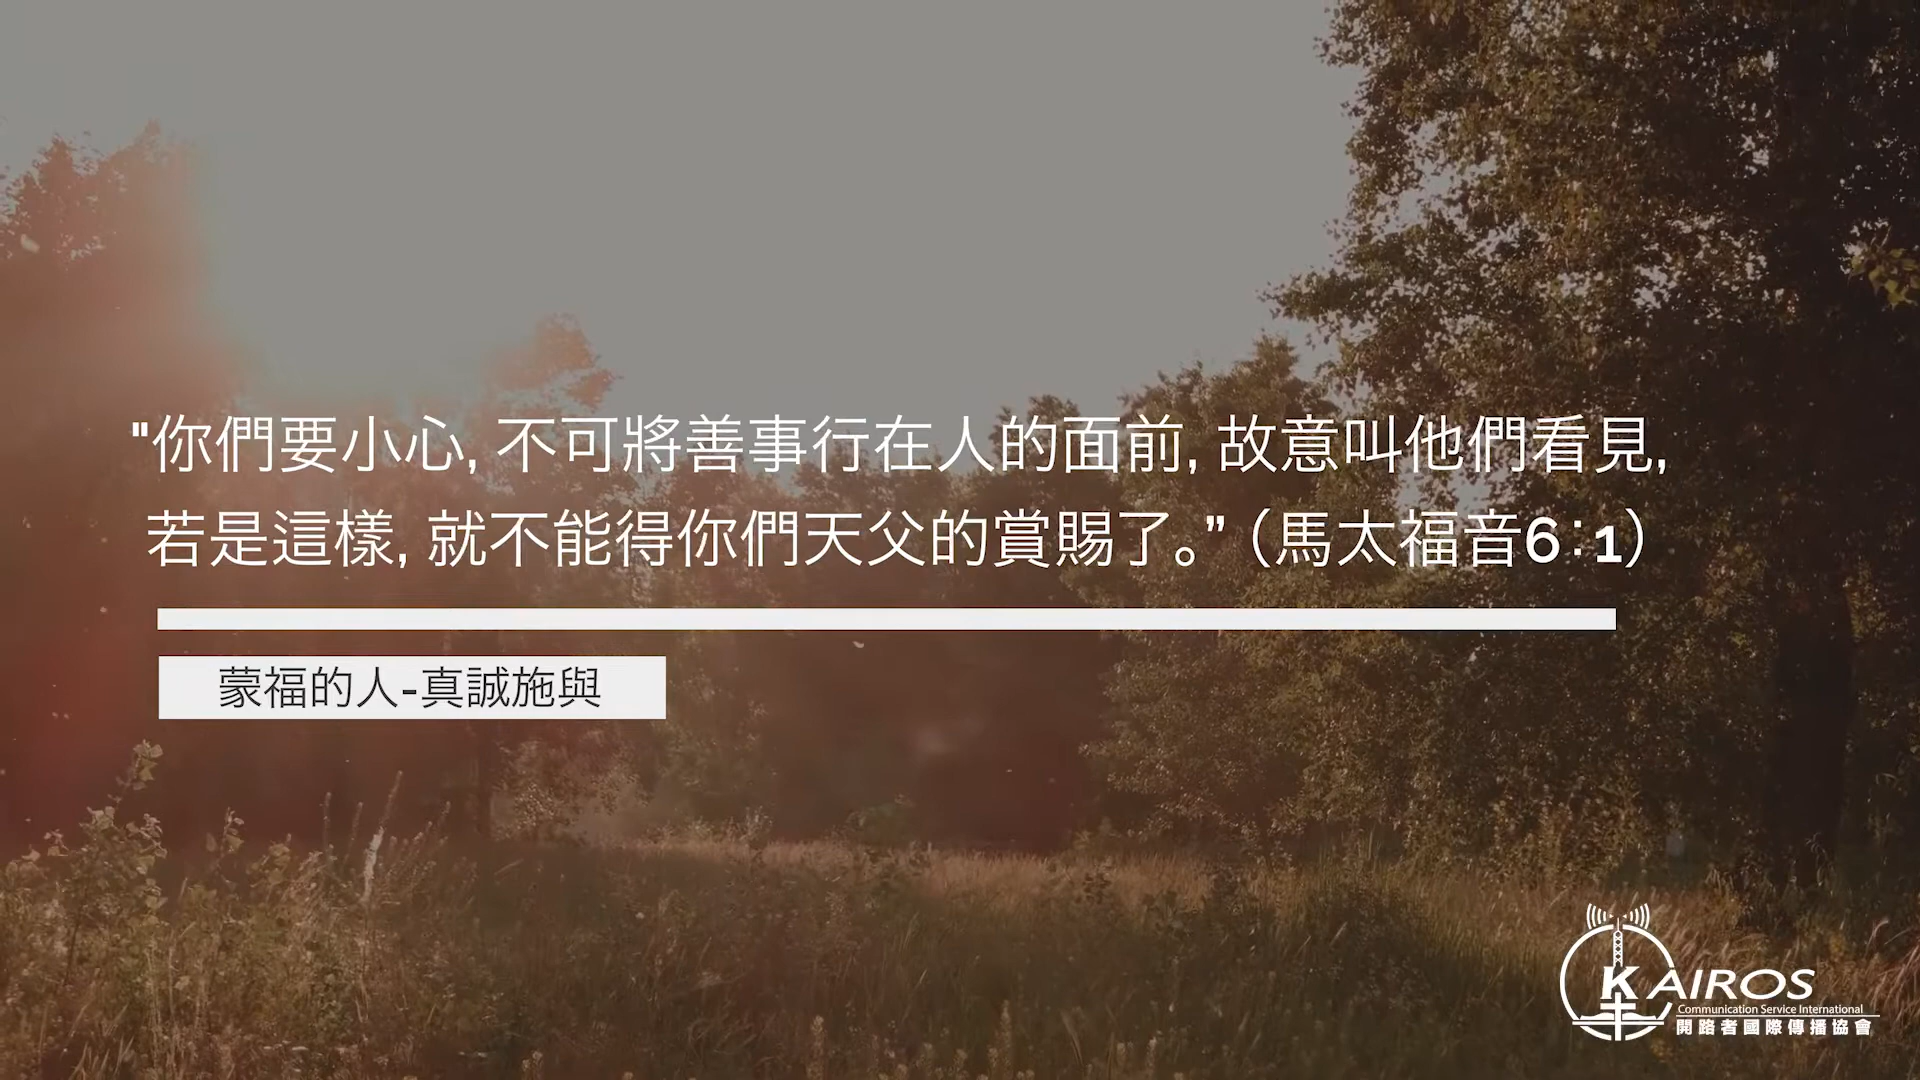 "你們要小心, 不可將善事行在人的面前, 故意叫他們看見,
若是這樣, 就不能得你們天父的賞賜了。” (馬太福音6:1)
蒙福的人-真誠施與
KAIROS
Communication Service International
開路者國際傳播協會